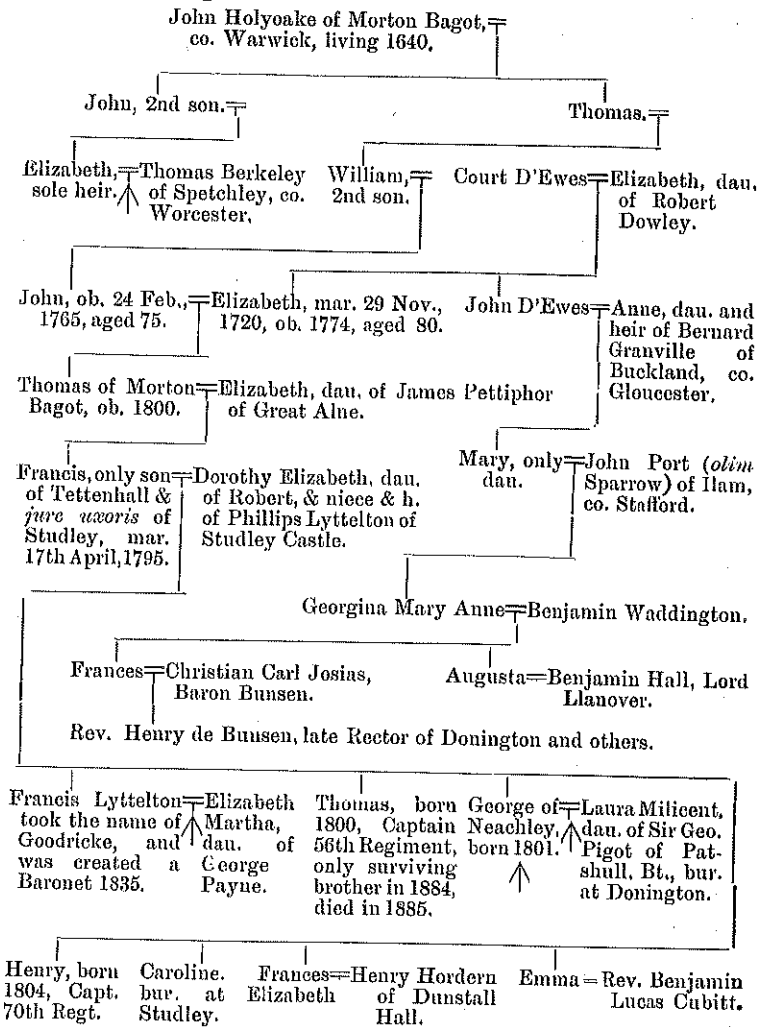 John Holyoake of Morton Bagot,
co. Warwick, living 1640.
John, 2nd son.
Thomas.
Elizabeth,
sole heir.
Thomas Berkeley
of Spetchley, co.
Worcester.
William,
2nd son.
Court D'Ewes
Elizabeth, dau.
of Robert
Dowley.
John, ob. 24 Feb.,
1765, aged 75.
Elizabeth, mar. 29 Nov.,
1720, ob. 1774, aged 80.
John D'Ewes
Anne, dau. and
heir of Bernard
Granville of
Buckland, co.
Gloucester.
Thomas of Morton
Bagot, ob. 1800.
Elizabeth, dau. of James Pettiphor
of Great Alne.
Francis, only son
of Tettenhall &
jure uxoris of
Studley, mar.
17th April, 1795.
Dorothy Elizabeth, dau.
of Robert, & niece & h.
of Phillips Lyttelton of
Studley Castle.
Mary, only
dau.
John Port (olim
Sparrow) of Ilam,
co. Stafford.
Georgina Mary Anne
Benjamin Waddington.
Frances
Christian Carl Josias,
Baron Bunsen.
Augusta
Benjamin Hall, Lord
Llanover.
Rev. Henry de Bunsen, late Rector of Donington and others.
Francis Lyttelton
took the name of
Goodricke, and
was created a
Baronet 1835.
Elizabeth
Martha,
dau. of
George
Payne.
Thomas, born
1800, Captain
56th Regiment,
only surviving
brother in 1884,
died in 1885.
George of
Neachley,
born 1801.
Laura Milicent,
dau. of Sir Geo.
Pigot of Pat-
shull, Bt., bur.
at Donington.
Henry, born
1804, Capt.
70th Regt.
Caroline.
bur. at
Studley.
Frances
Elizabeth
Henry Hordern
of Dunstall
Hall.
Emma
Rev. Benjamin
Lucas Cubitt.